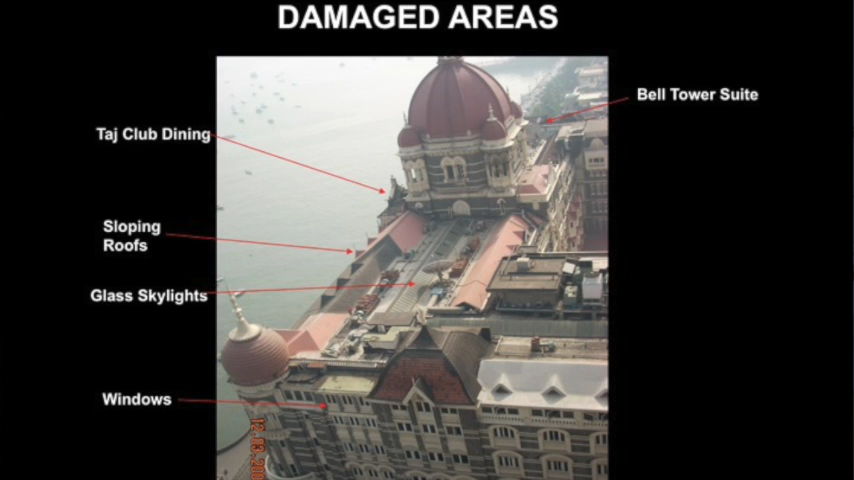 DAMAGED AREAS
Bell Tower Suite
Taj Club Dining
Sloping
Roofs
Glass Skylights
Windows